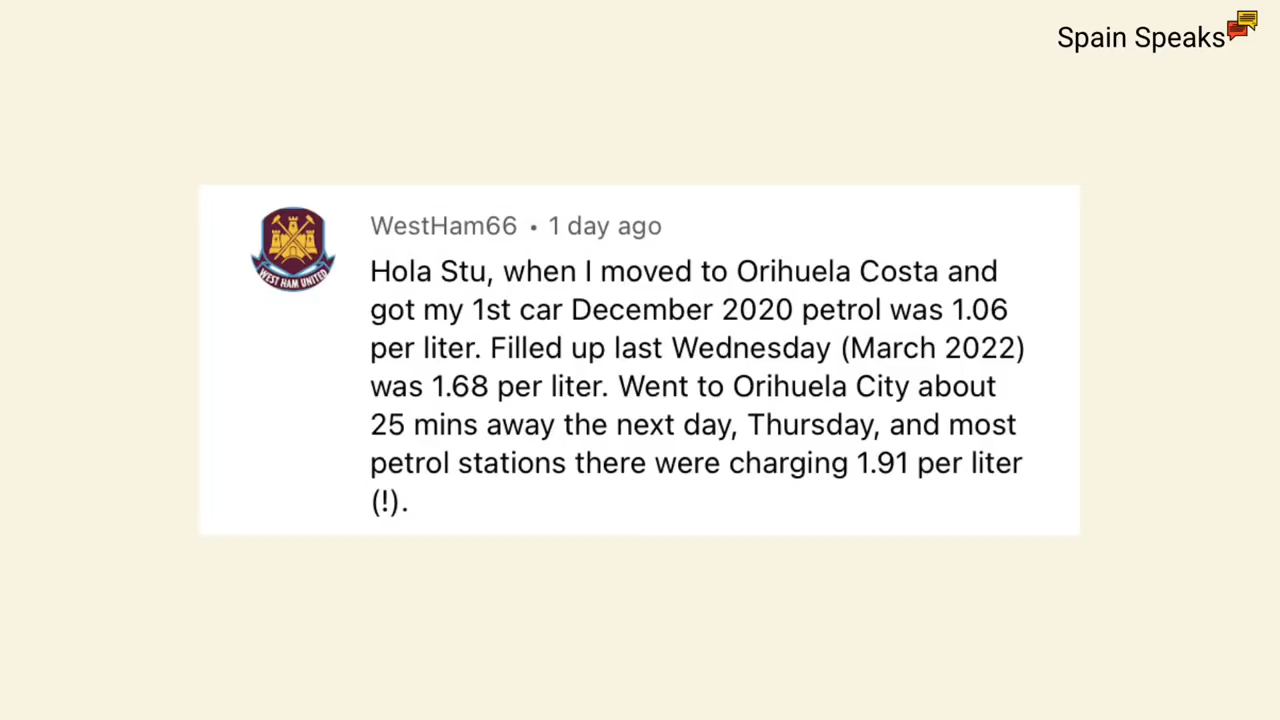 Spain Speaks
WestHam66 • 1 day ago
Hola Stu, when I moved to Orihuela Costa and
got my 1st car December 2020 petrol was 1.06
per liter. Filled up last Wednesday (March 2022)
was 1.68 per liter. Went to Orihuela City about
25 mins away the next day, Thursday, and most
petrol stations there were charging 1.91 per liter
(!).
WEST HAM UNITED